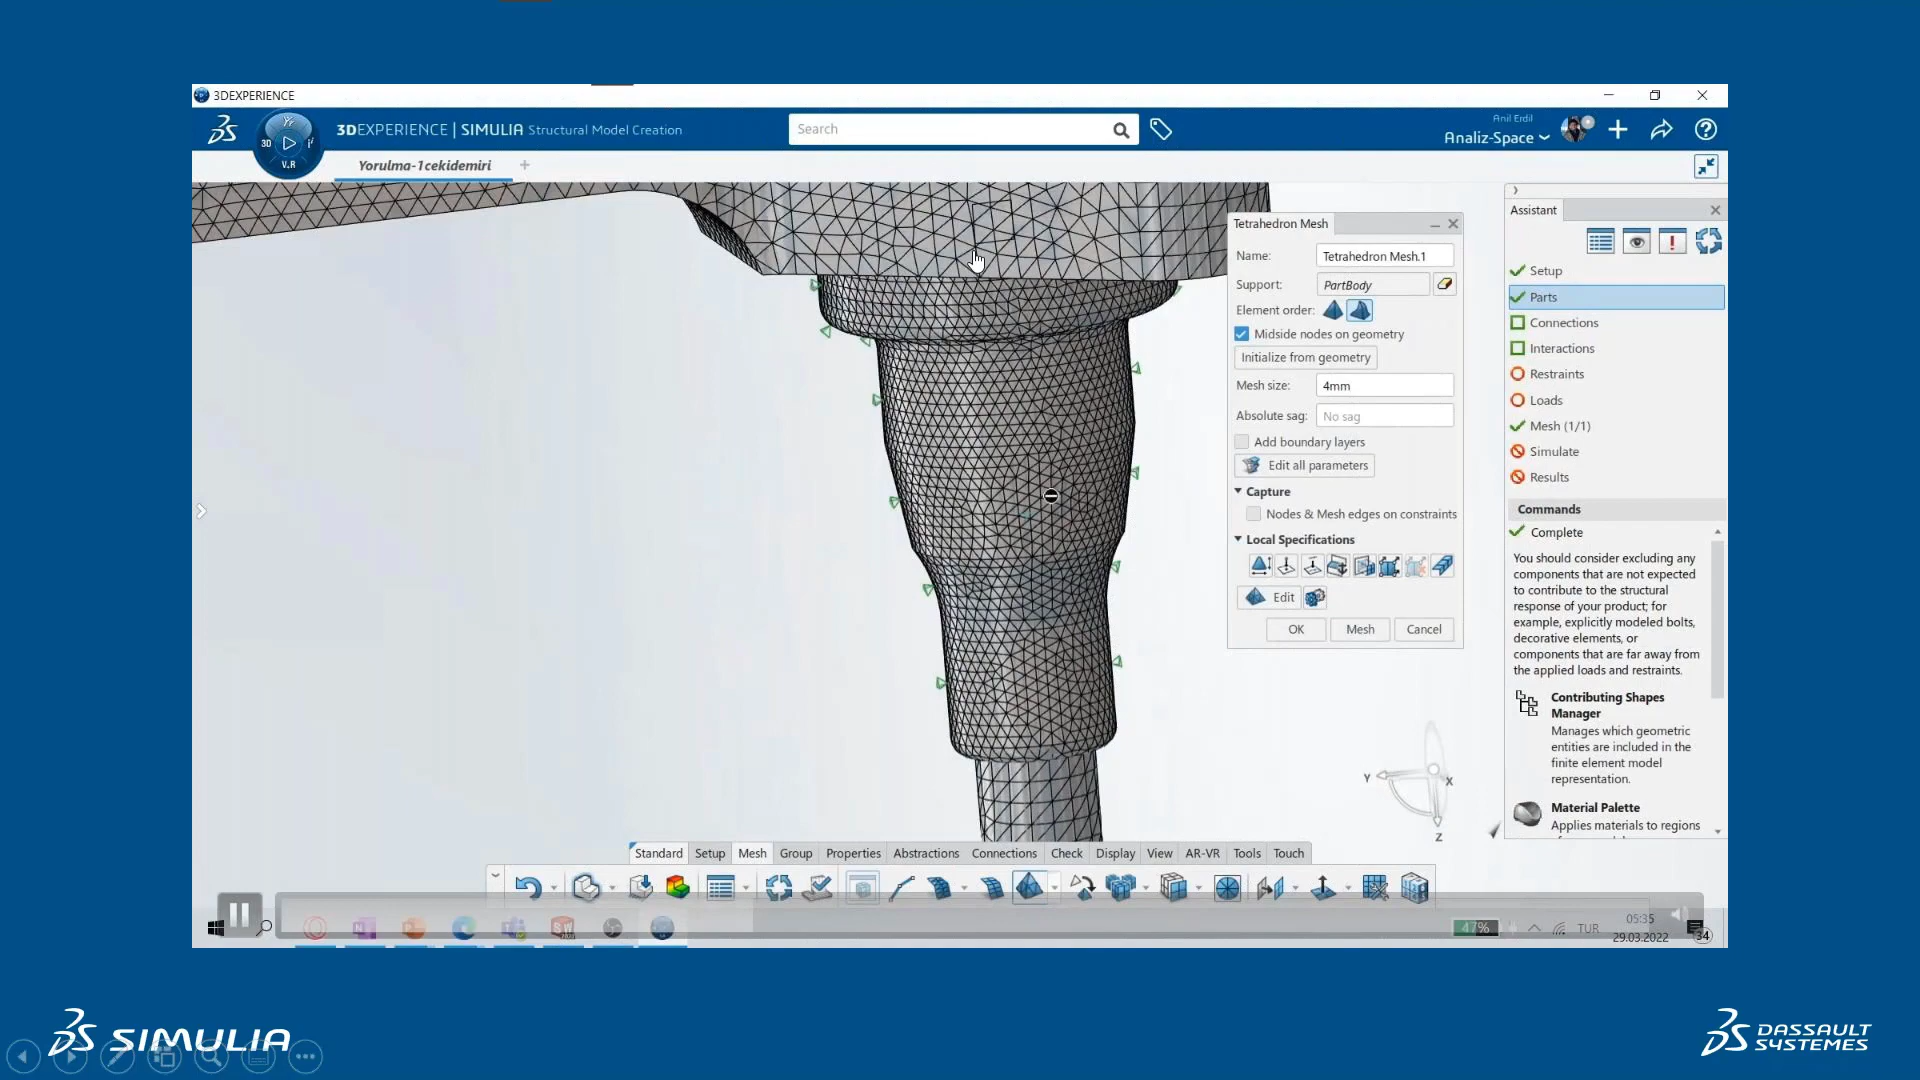 3DEXPERIENCE
3DEXPERIENCE | SIMULIA Structural Model Creation
3D
V.R
Search
Anil Erdil
Analiz-Space
Yorulma-1cekidemiri
Tetrahedron Mesh
Name: Tetrahedron Mesh.1
Support: PartBody
Element order:
Midside nodes on geometry
Initialize from geometry
Mesh size: 4mm
Absolute sag: No sag
Add boundary layers
Edit all parameters
Capture
Nodes & Mesh edges on constraints
Local Specifications
Edit
OK Mesh Cancel
Assistant
Setup
Parts
Connections
Interactions
Restraints
Loads
Mesh (1/1)
Simulate
Results
Commands
Complete
You should consider excluding any
components that are not expected
to contribute to the structural
response of your product; for
example, explicitly modeled bolts,
decorative elements, or
components that are far away from
the applied loads and restraints.
Contributing Shapes
Manager
Manages which geometric
entities are included in the
finite element model
representation.
Material Palette
Applies materials to regions
Y X
Z
Standard Setup Mesh Group Properties Abstractions Connections Check Display View AR-VR Tools Touch
47% TUR 05:35
29.03.2022
34
SIMULIA
DASSAULT
SYSTEMES